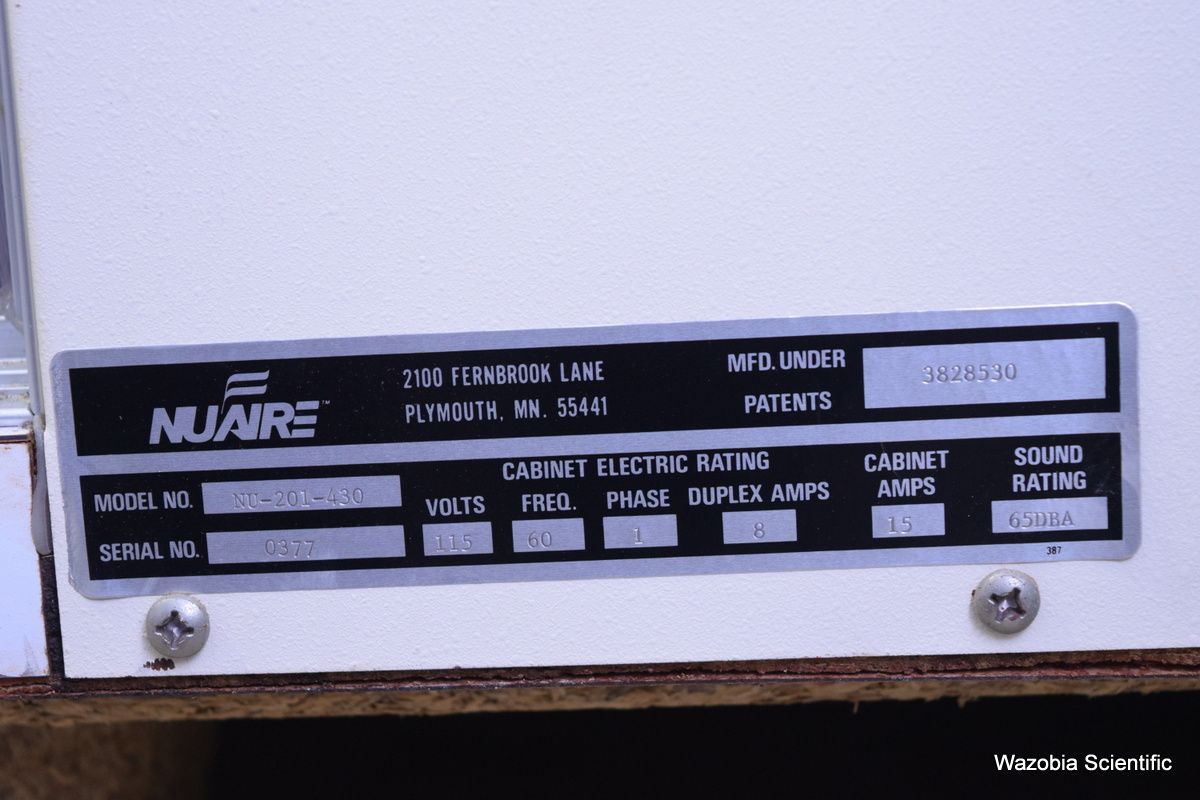 NUAIRE™
2100 FERNBROOK LANE
PLYMOUTH, MN. 55441
MFD. UNDER
PATENTS
3828530
MODEL NO. NU-201-430
SERIAL NO. 0377
CABINET ELECTRIC RATING
VOLTS FREQ. PHASE DUPLEX AMPS
115 60 1 8
CABINET
AMPS
15
SOUND
RATING
65DBA
387
Wazobia Scientific